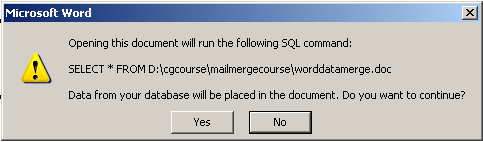 Microsoft Word
Opening this document will run the following SQL command:
SELECT * FROM D:\cgcourse\mailmergecourse\worddatamerge.doc
Data from your database will be placed in the document. Do you want to continue?
Yes No